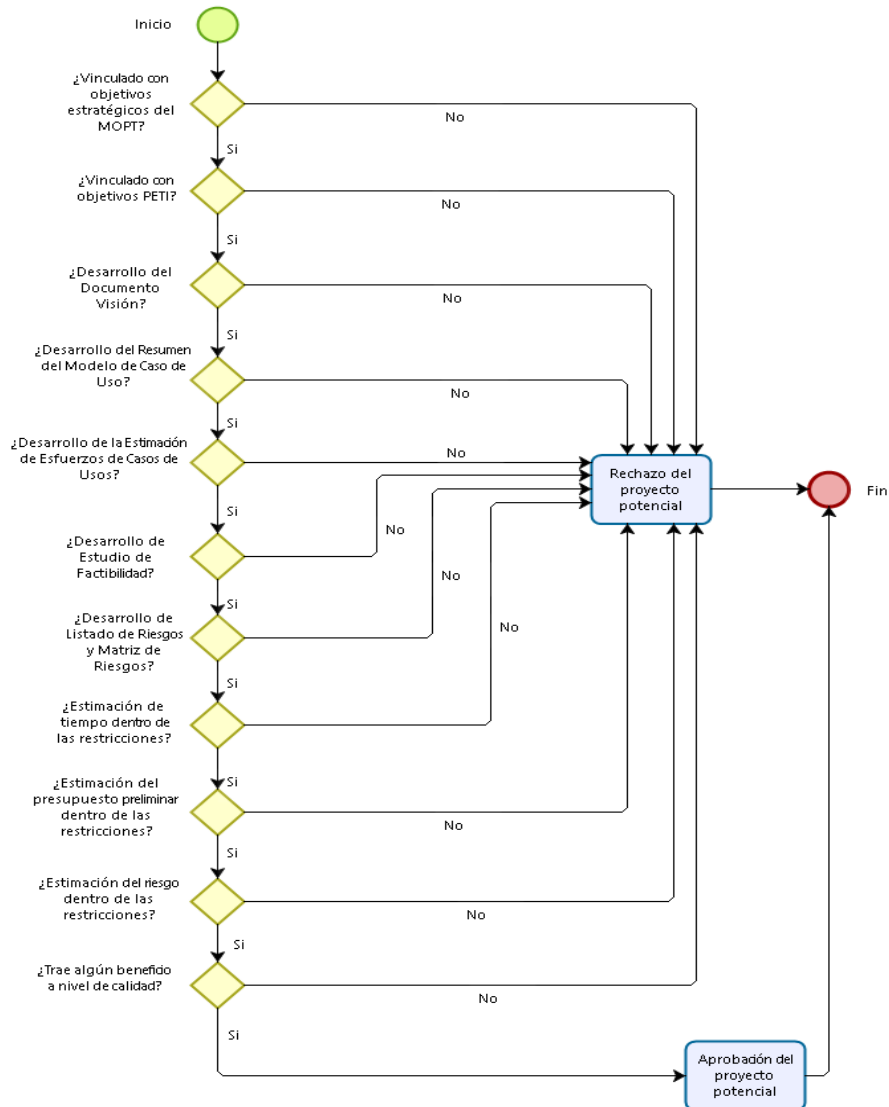 Inicio
¿Vinculado con
objetivos
estratégicos del
MOPT?
No
Si
¿Vinculado con
objetivos PETI?
No
Si
¿Desarrollo del
Documento
Visión?
No
Si
¿Desarrollo del Resumen
del Modelo de Caso de
Uso?
No
Si
¿Desarrollo de la Estimación
de Esfuerzos de Casos de
Usos?
No
Rechazo del
proyecto
potencial
Fin
Si
¿Desarrollo de
Estudio de
Factibilidad?
No
Si
¿Desarrollo de
Listado de Riesgos
y Matriz de
Riesgos?
No
Si
¿Estimación de
tiempo dentro de
las restricciones?
No
Si
¿Estimación del
presupuesto preliminar
dentro de las
restricciones?
No
Si
¿Estimación del riesgo
dentro de las
restricciones?
No
Si
¿Trae algún beneficio
a nivel de calidad?
No
Si
Aprobación del
proyecto
potencial